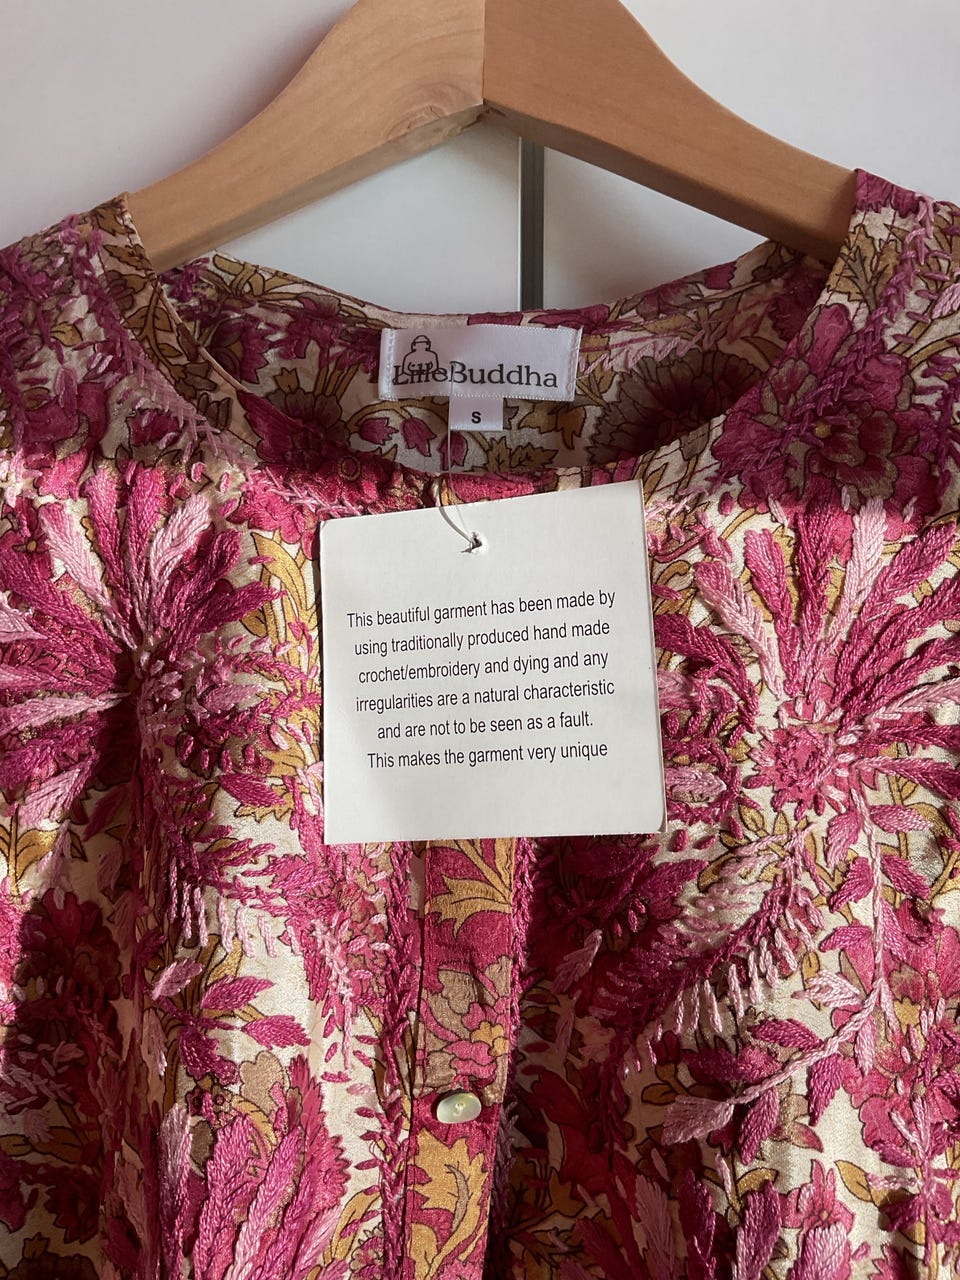 LittleBuddha
S
This beautiful garment has been made by
using traditionally produced hand made
crochet/embroidery and dying and any
irregularities are a natural characteristic
and are not to be seen as a fault.
This makes the garment very unique